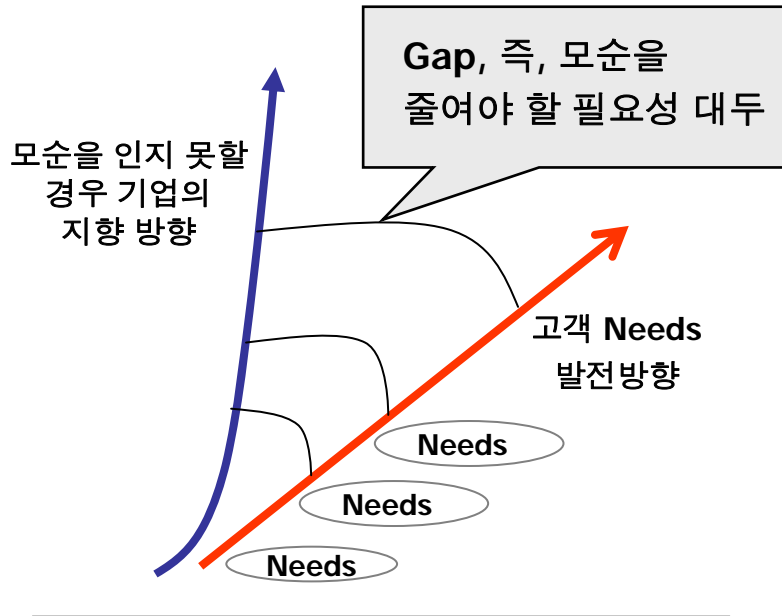 Gap, 즉, 모순을
줄여야 할 필요성 대두
모순을 인지 못할
경우 기업의
지향 방향
고객 Needs
발전방향
Needs
Needs
Needs